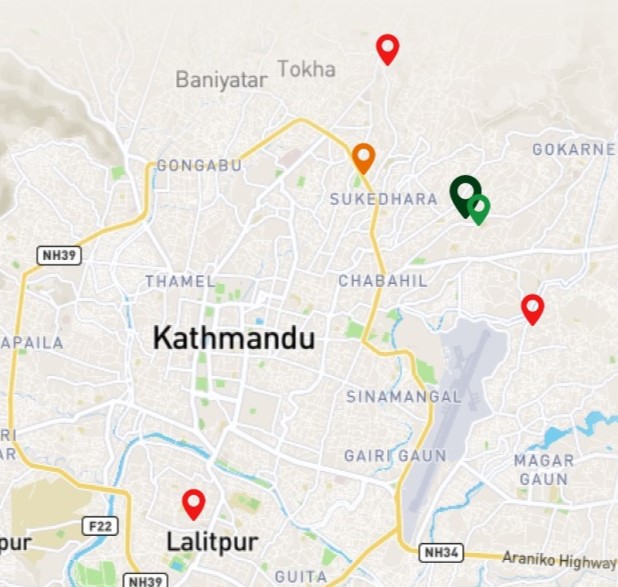 Tokha
Baniyatar
GOKARNE
GONGABU
SUKEDHARA
NH39
THAMEL
CHABAHIL
Kathmandu
APAILA
SINAMANGAL
RI
AR
GAIRI GAUN
MAGAR
GAUN
F22
Lalitpur
pur
NH34
Araniko Highway
NH39
GUITA